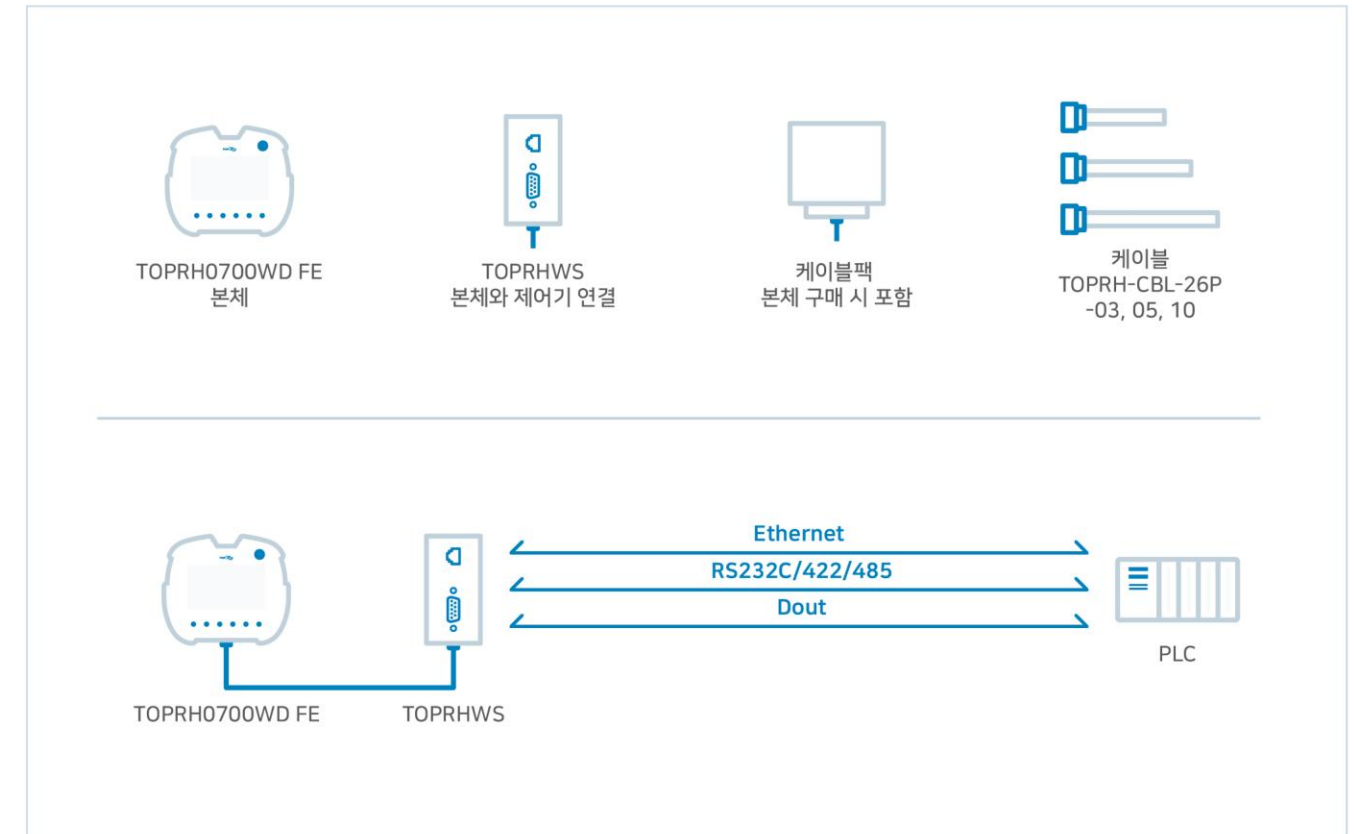 TOPRH0700WD FE
본체
TOPRHWS
본체와 제어기 연결
케이블팩
본체 구매 시 포함
케이블
TOPRH-CBL-26P
-03, 05, 10
Ethernet
RS232C/422/485
Dout
PLC
TOPRH0700WD FE
TOPRHWS